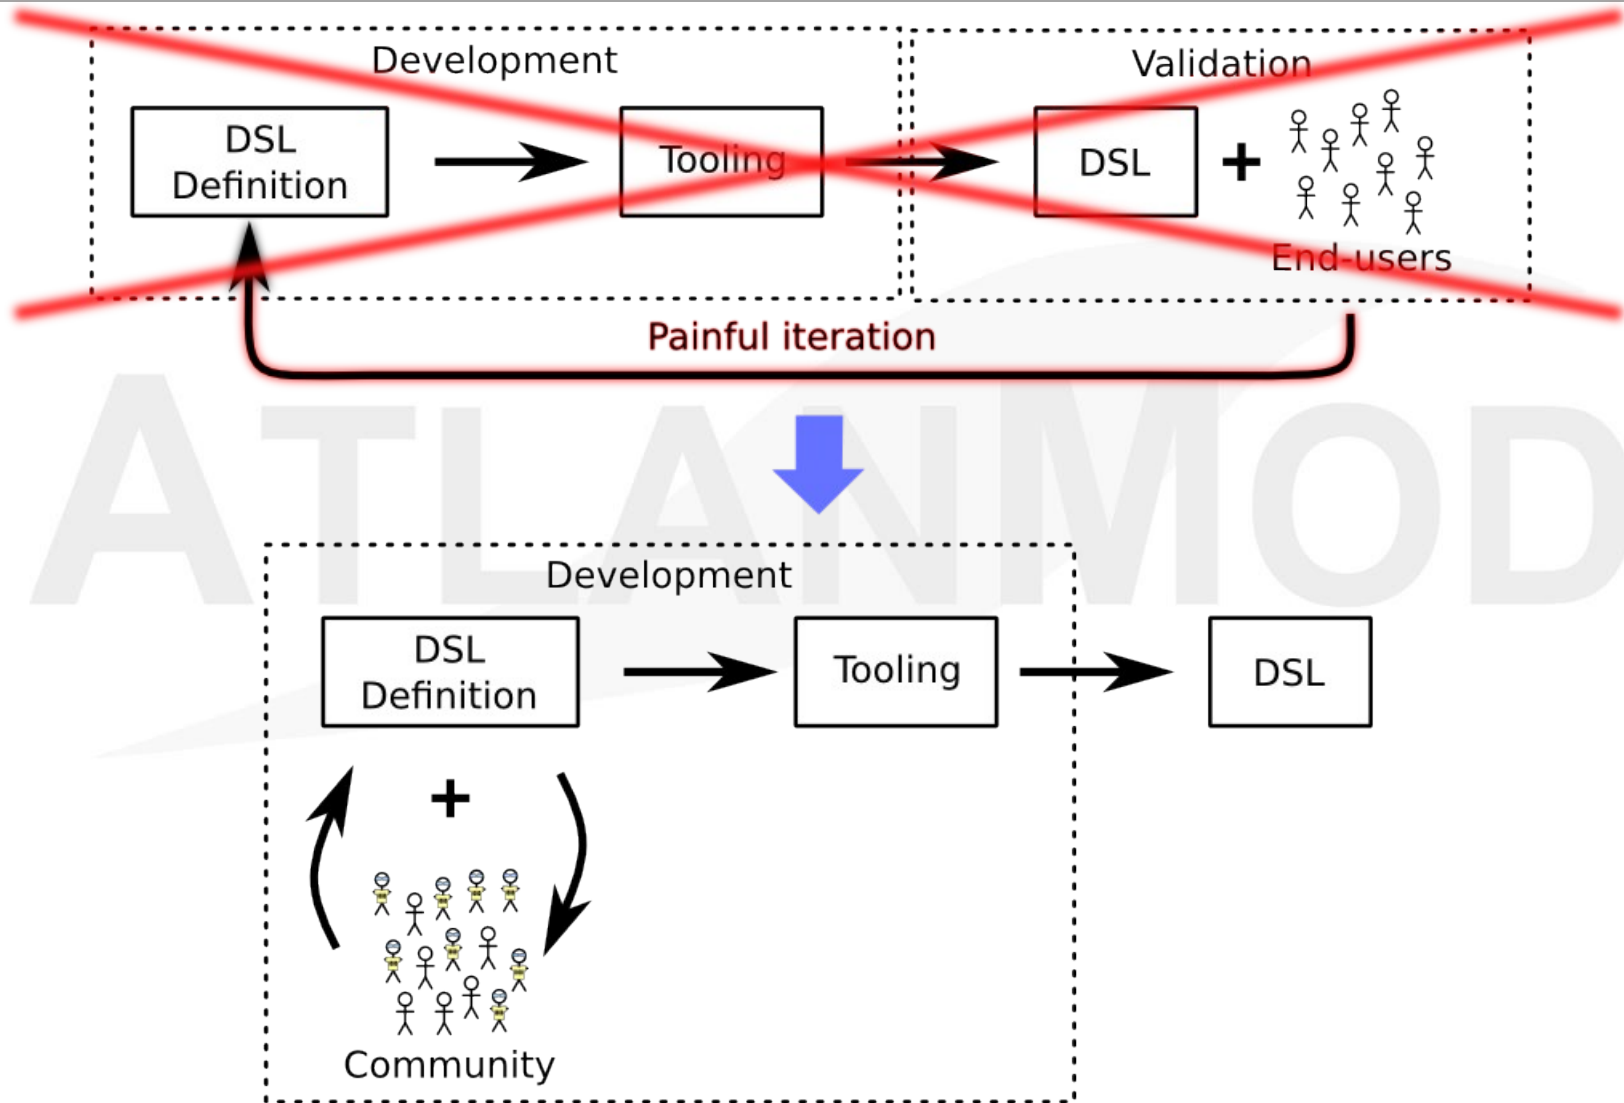 Development
Validation
DSL
Definition
Tooling
DSL
+
End-users
Painful iteration
ATLANMOD
Development
DSL
Definition
Tooling
DSL
+
Community